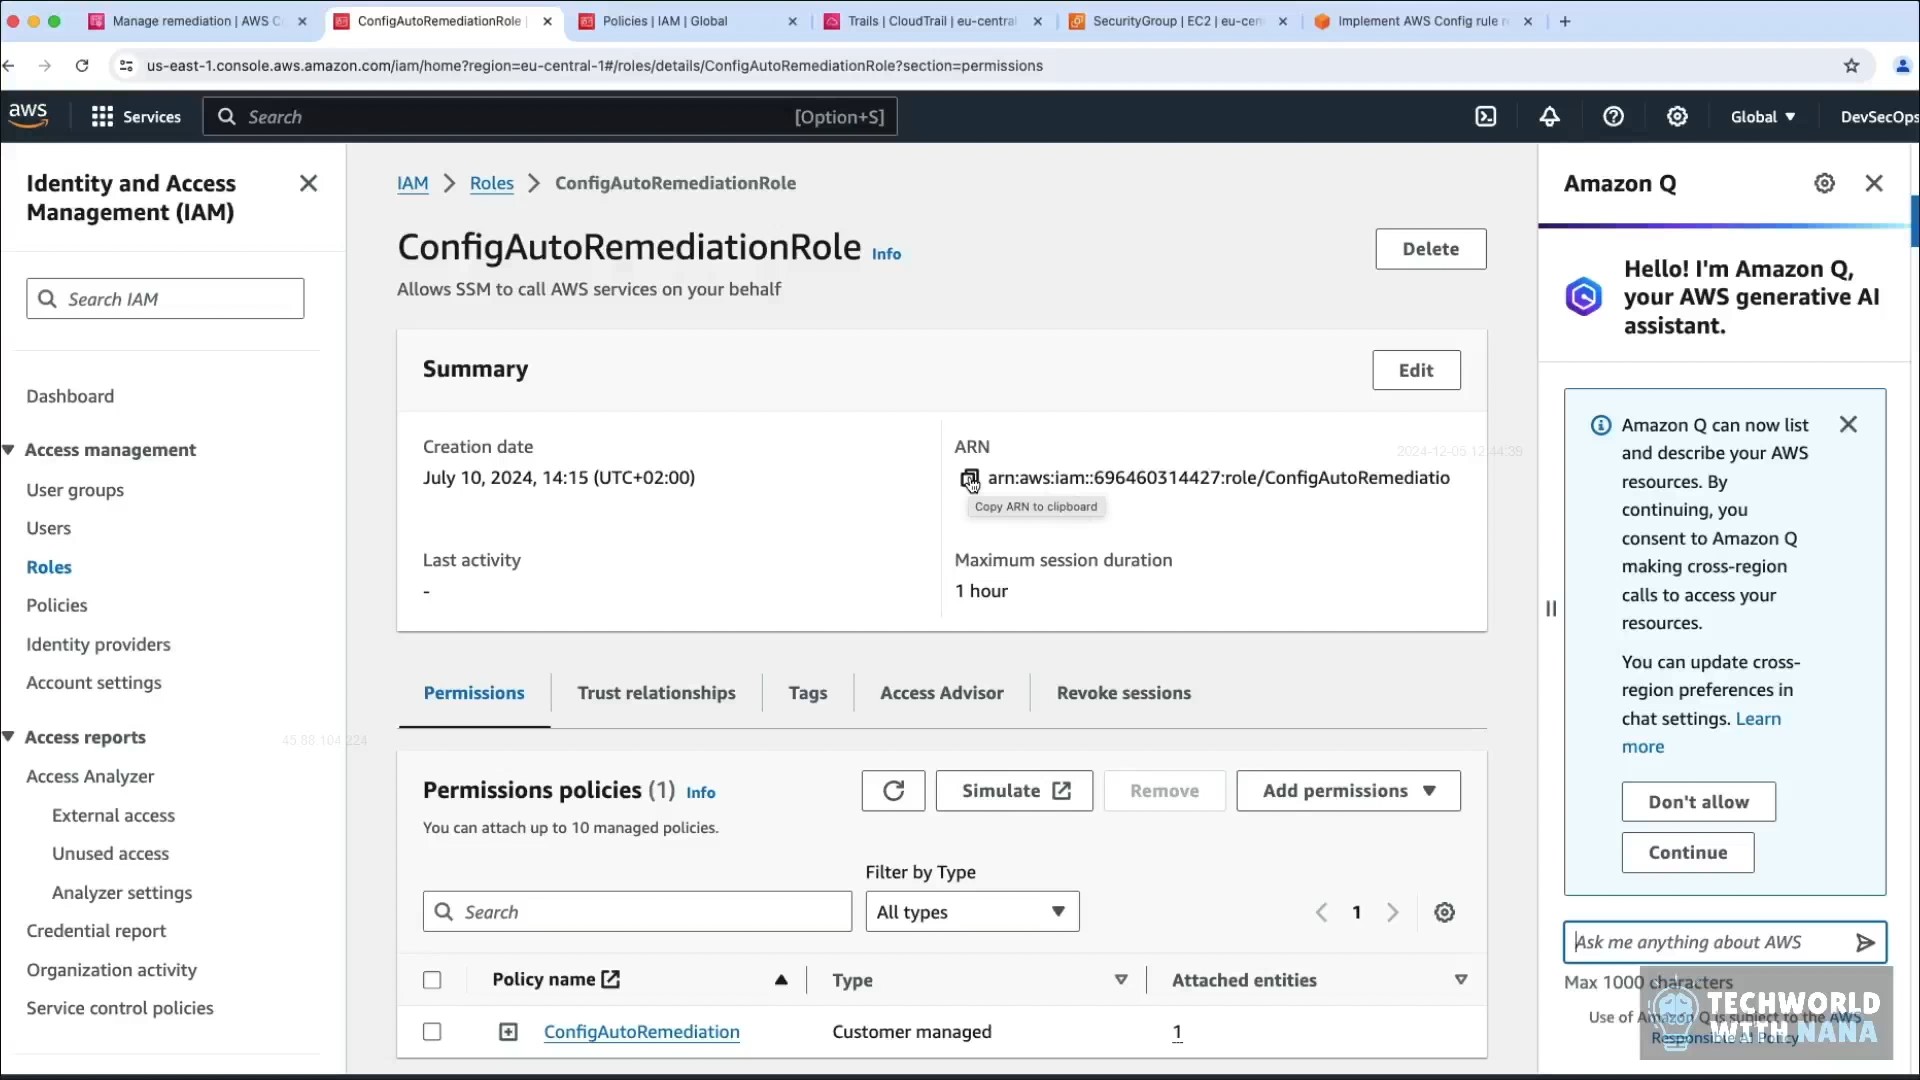 Manage remediation | AWS C
ConfigAutoRemediationRole |
Policies | IAM | Global
Trails | CloudTrail | eu-central
SecurityGroup | EC2 | eu-cen
Implement AWS Config rule r
us-east-1.console.aws.amazon.com/iam/home?region=eu-central-1#/roles/details/ConfigAutoRemediationRole?section=permissions
aws
Services
Search
[Option+S]
Global
DevSecOps
Identity and Access
Management (IAM)
Search IAM
Dashboard
Access management
User groups
Users
Roles
Policies
Identity providers
Account settings
Access reports
Access Analyzer
External access
Unused access
Analyzer settings
Credential report
Organization activity
Service control policies
45.88.104.224
IAM
Roles
ConfigAutoRemediationRole
ConfigAutoRemediationRole Info
Delete
Allows SSM to call AWS services on your behalf
Summary
Edit
Creation date
July 10, 2024, 14:15 (UTC+02:00)
ARN
2024-12-05 12:44:39
arn:aws:iam::696460314427:role/ConfigAutoRemediatio
Copy ARN to clipboard
Last activity
-
Maximum session duration
1 hour
Permissions
Trust relationships
Tags
Access Advisor
Revoke sessions
Permissions policies (1) Info
Simulate
Remove
Add permissions
You can attach up to 10 managed policies.
Filter by Type
Search
All types
1
Policy name
Type
Attached entities
ConfigAutoRemediation
Customer managed
1
Amazon Q
Hello! I'm Amazon Q,
your AWS generative AI
assistant.
Amazon Q can now list
and describe your AWS
resources. By
continuing, you
consent to Amazon Q
making cross-region
calls to access your
resources.
You can update cross-
region preferences in
chat settings. Learn
more
Don't allow
Continue
Ask me anything about AWS
Max 1000 characters
Use of Amazon Q is subject to the AWS
Responsible AI Policy
TECHWORLD
WITH NANA